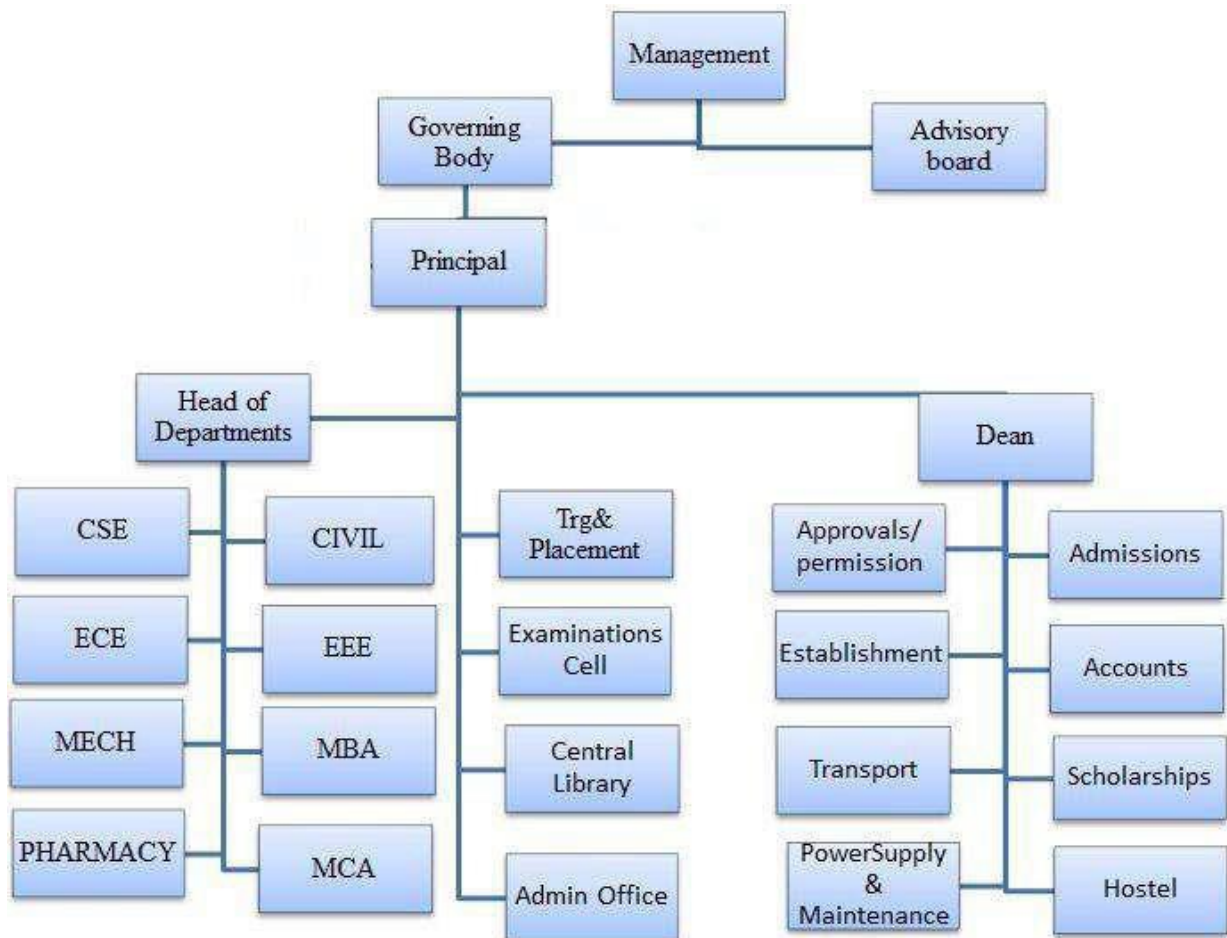 Management
Governing
Body
Advisory
board
Principal
Head of
Departments
Dean
CSE
CIVIL
Trg&
Placement
Approvals/
permission
Admissions
ECE
EEE
Examinations
Cell
Establishment
Accounts
MECH
MBA
Central
Library
Transport
Scholarships
PHARMACY
MCA
Admin Office
PowerSupply
&
Maintenance
Hostel